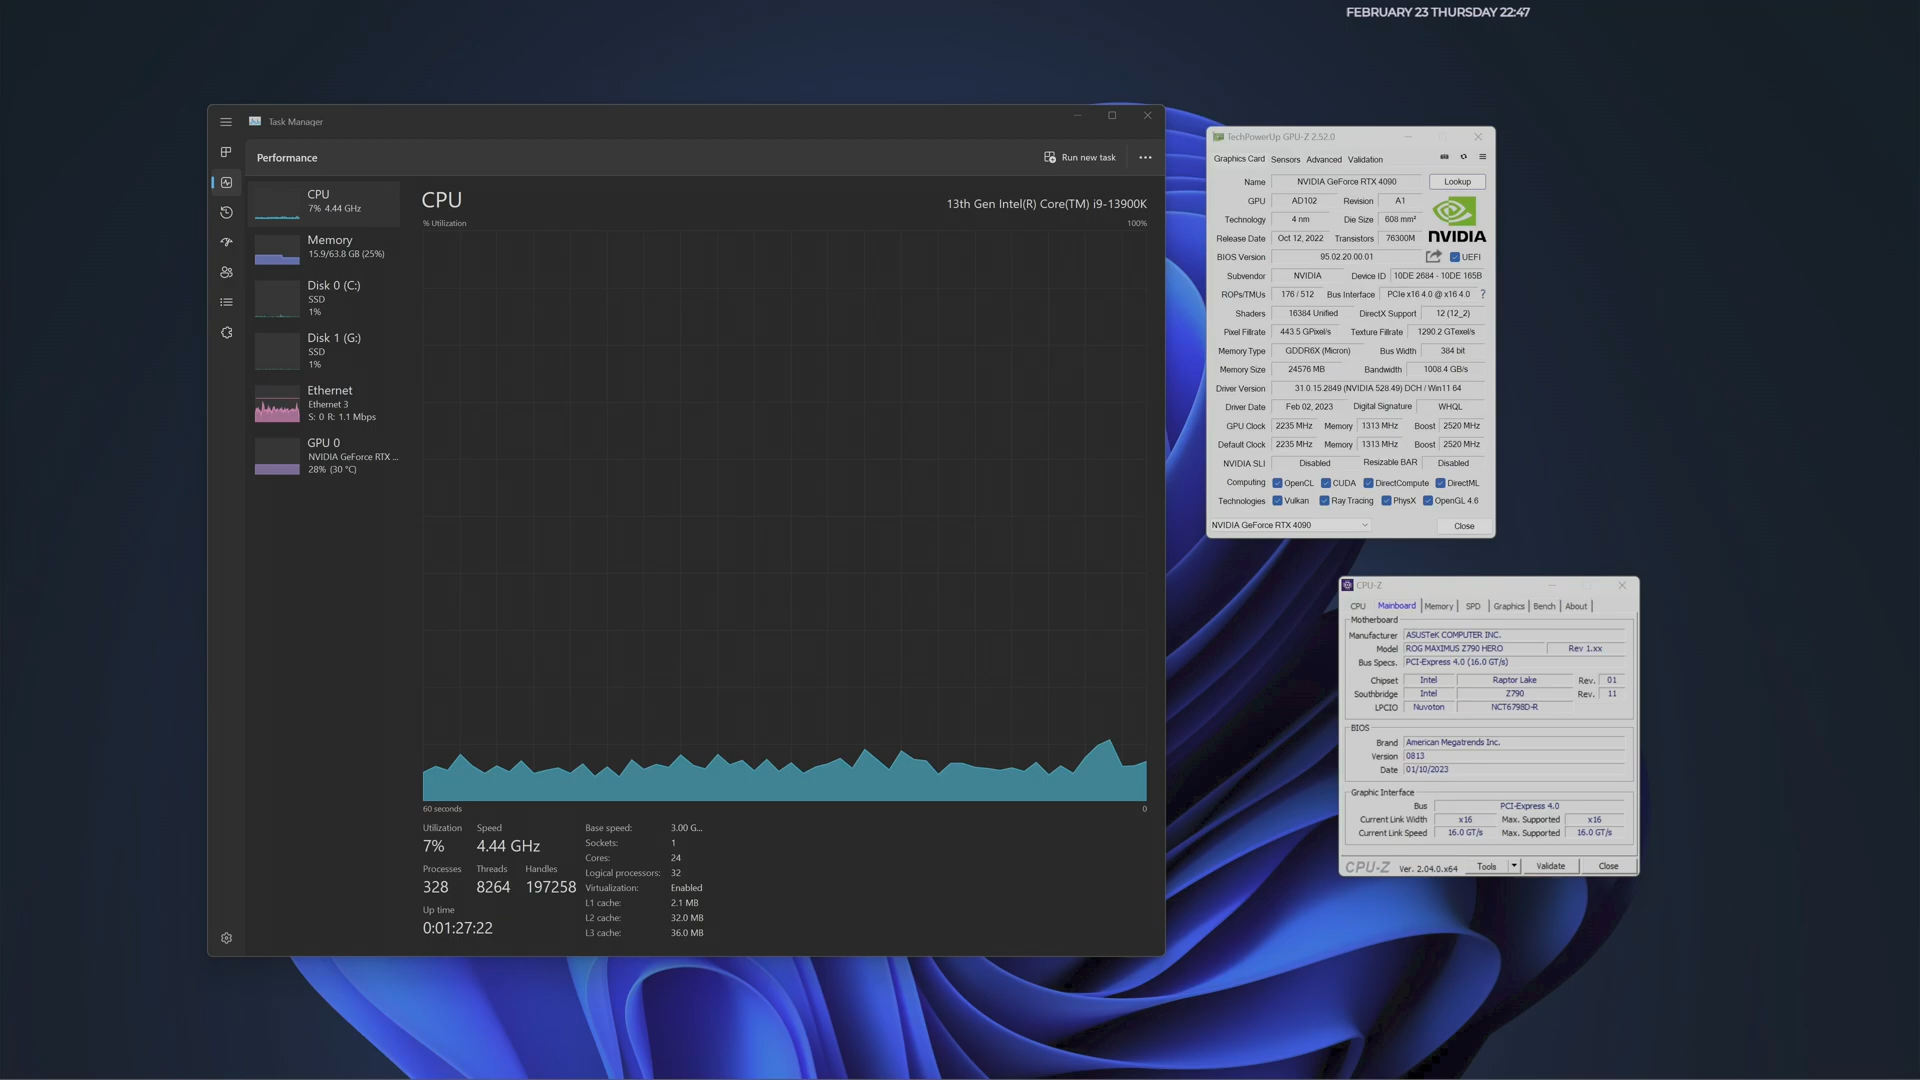 FEBRUARY 23 THURSDAY 22:47
Task Manager
Performance
Run new task
CPU
7% 4.44 GHz
Memory
15.9/63.8 GB (25%)
Disk 0 (C:)
SSD
1%
Disk 1 (G:)
SSD
1%
Ethernet
Ethernet 3
S: 0 R: 1.1 Mbps
GPU 0
NVIDIA GeForce RTX ...
28% (30 °C)
CPU
13th Gen Intel(R) Core(TM) i9-13900K
% Utilization 100%
60 seconds 0
Utilization Speed
7% 4.44 GHz
Processes Threads Handles
328 8264 197258
Up time
0:01:27:22
Base speed: 3.00 G...
Sockets: 1
Cores: 24
Logical processors: 32
Virtualization: Enabled
L1 cache: 2.1 MB
L2 cache: 32.0 MB
L3 cache: 36.0 MB
TechPowerUp GPU-Z 2.52.0
Graphics Card Sensors Advanced Validation
Name NVIDIA GeForce RTX 4090 Lookup
GPU AD102 Revision A1
Technology 4 nm Die Size 608 mm²
Release Date Oct 12, 2022 Transistors 76300M
NVIDIA
BIOS Version 95.02.20.00.01 UEFI
Subvendor NVIDIA Device ID 10DE 2684 - 10DE 165B
ROPs/TMUs 176 / 512 Bus Interface PCIe x16 4.0 @ x16 4.0 ?
Shaders 16384 Unified DirectX Support 12 (12_2)
Pixel Fillrate 443.5 GPixel/s Texture Fillrate 1290.2 GTexel/s
Memory Type GDDR6X (Micron) Bus Width 384 bit
Memory Size 24576 MB Bandwidth 1008.4 GB/s
Driver Version 31.0.15.2849 (NVIDIA 528.49) DCH / Win11 64
Driver Date Feb 02, 2023 Digital Signature WHQL
GPU Clock 2235 MHz Memory 1313 MHz Boost 2520 MHz
Default Clock 2235 MHz Memory 1313 MHz Boost 2520 MHz
NVIDIA SLI Disabled Resizable BAR Disabled
Computing OpenCL CUDA DirectCompute DirectML
Technologies Vulkan Ray Tracing PhysX OpenGL 4.6
NVIDIA GeForce RTX 4090 Close
CPU-Z
CPU Mainboard Memory SPD Graphics Bench About
Motherboard
Manufacturer ASUSTeK COMPUTER INC.
Model ROG MAXIMUS Z790 HERO Rev 1.xx
Bus Specs. PCI-Express 4.0 (16.0 GT/s)
Chipset Intel Raptor Lake Rev. 01
Southbridge Intel Z790 Rev. 11
LPCIO Nuvoton NCT6798D-R
BIOS
Brand American Megatrends Inc.
Version 0813
Date 01/10/2023
Graphic Interface
Bus PCI-Express 4.0
Current Link Width x16 Max. Supported x16
Current Link Speed 16.0 GT/s Max. Supported 16.0 GT/s
CPU-Z Ver. 2.04.0.x64 Tools Validate Close